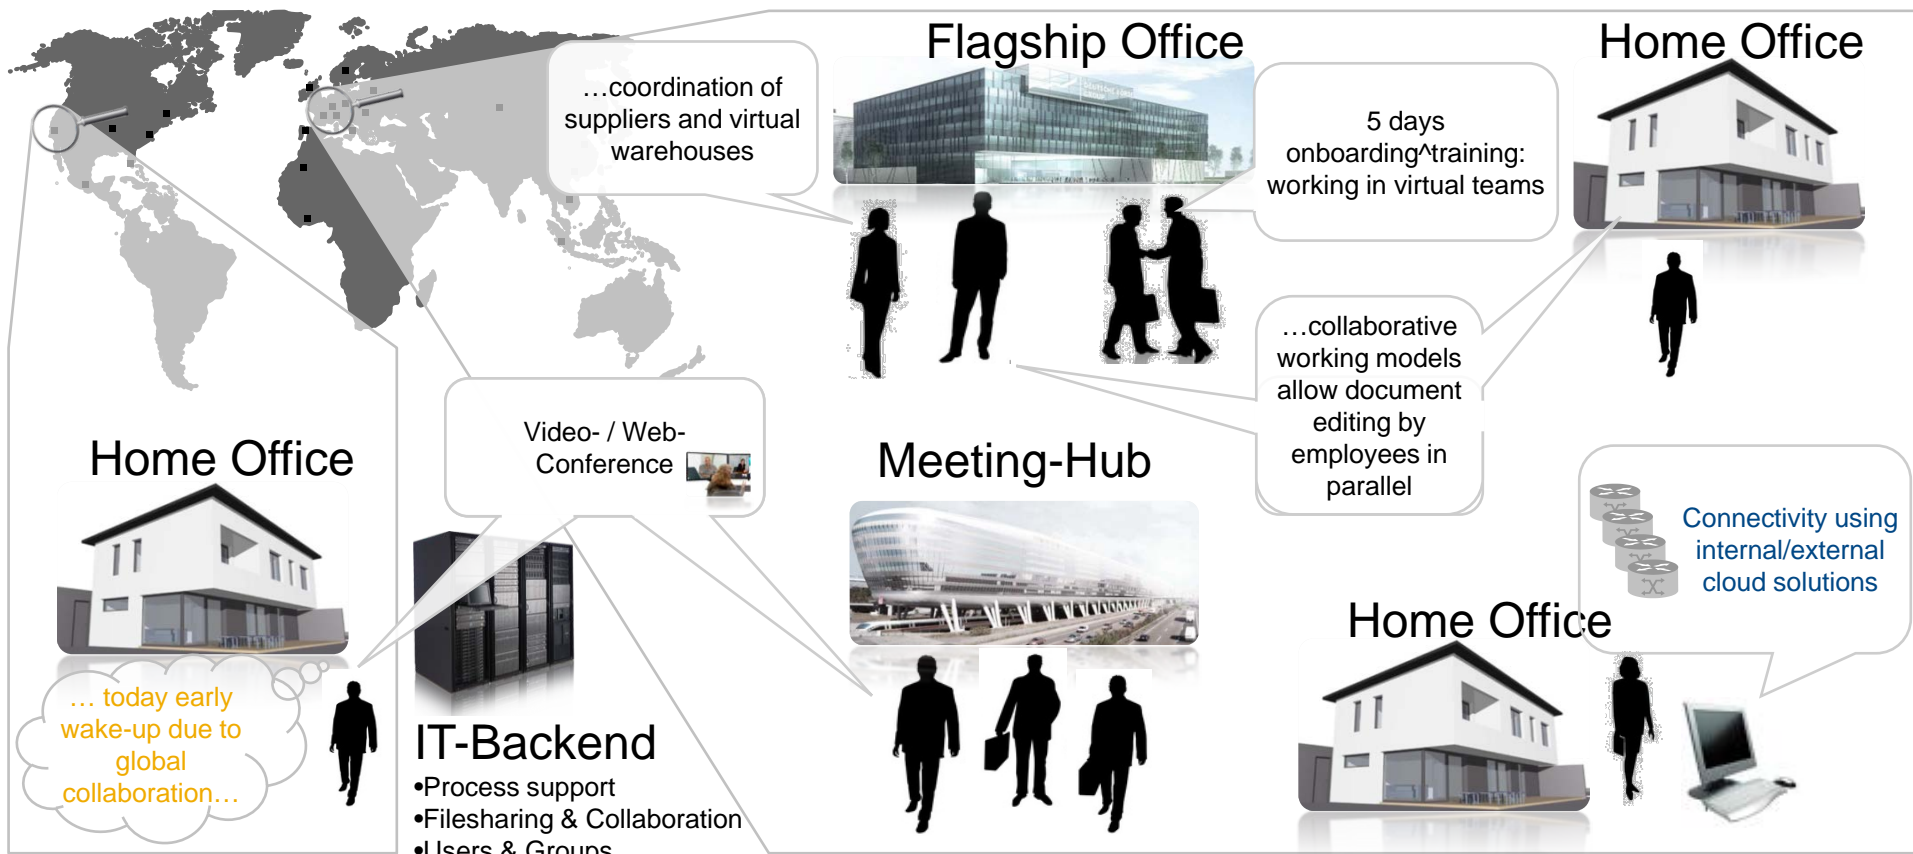 Flagship Office
Home Office
…coordination of
suppliers and virtual
warehouses
5 days
onboarding^training:
working in virtual teams
…collaborative
working models
allow document
editing by
employees in
parallel
Video- / Web-
Conference
Home Office
Meeting-Hub
Connectivity using
internal/external
cloud solutions
Home Office
… today early
wake-up due to
global
collaboration…
IT-Backend
•Process support
•Filesharing & Collaboration
•Users & Groups